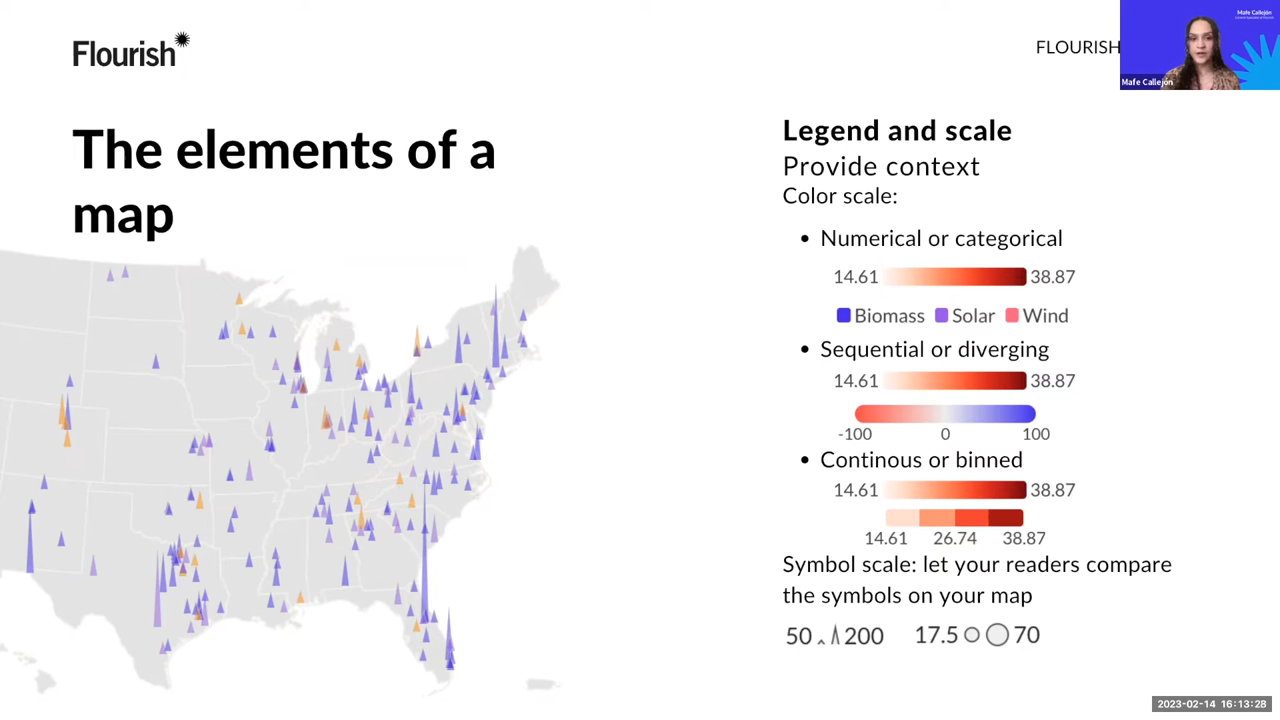 Flourish
FLOURISH
Mafe Callejón
Mafe Callejón
The elements of a
map
Legend and scale
Provide context
Color scale:
• Numerical or categorical
14.61 38.87
Biomass Solar Wind
• Sequential or diverging
14.61 38.87
-100 0 100
• Continous or binned
14.61 38.87
14.61 26.74 38.87
Symbol scale: let your readers compare
the symbols on your map
50 200 17.5 70
2023-02-14 16:13:28